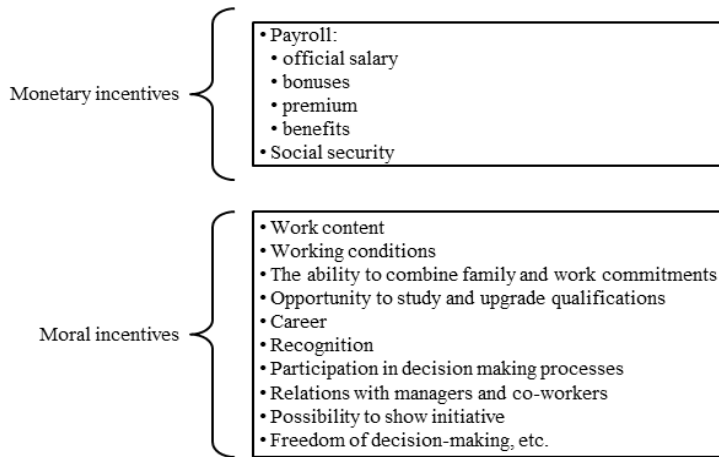 Monetary incentives
• Payroll:
• official salary
• bonuses
• premium
• benefits
• Social security
Moral incentives
• Work content
• Working conditions
• The ability to combine family and work commitments
• Opportunity to study and upgrade qualifications
• Career
• Recognition
• Participation in decision making processes
• Relations with managers and co-workers
• Possibility to show initiative
• Freedom of decision-making, etc.